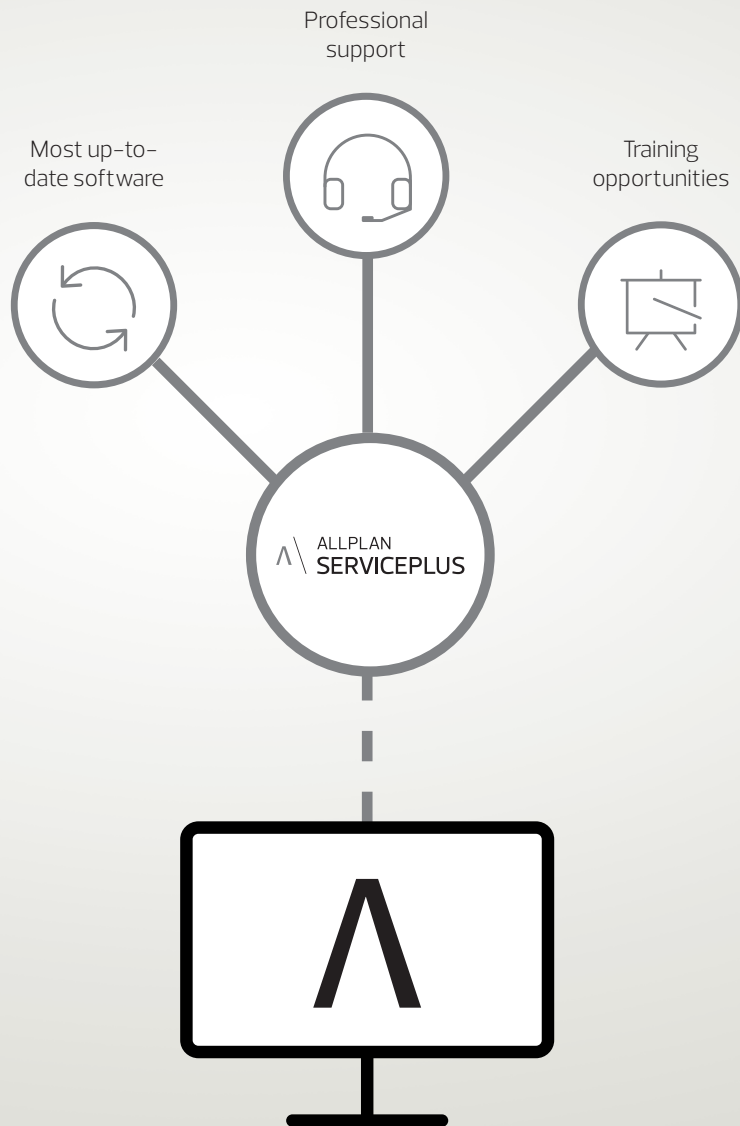 Professional
support
Most up-to-
date software
Training
opportunities
ALLPLAN
SERVICEPLUS